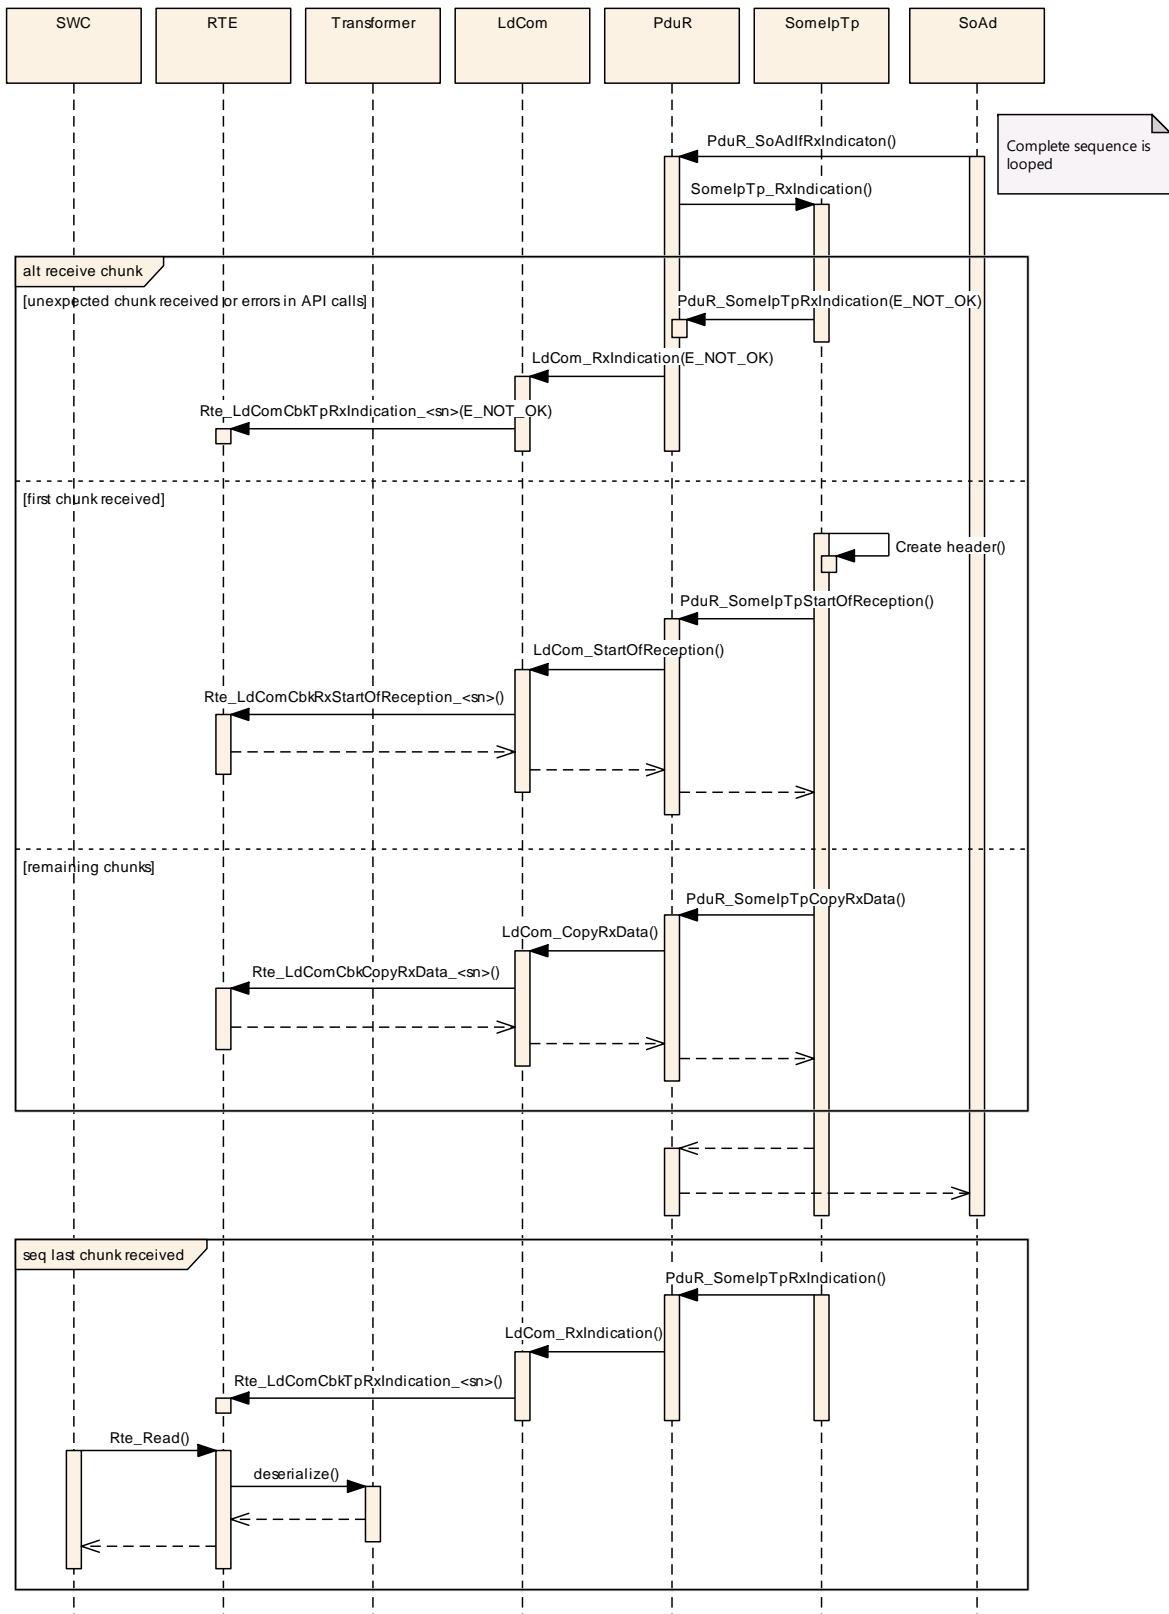 SWC
RTE
Transformer
LdCom
PduR
SomeIpTp
SoAd
PduR_SoAdIfRxIndicaton()
Complete sequence is
looped
SomeIpTp_RxIndication()
alt receive chunk
[unexpected chunk received or errors in API calls]
PduR_SomeIpTpRxIndication(E_NOT_OK)
LdCom_RxIndication(E_NOT_OK)
Rte_LdComCbkTpRxIndication_<sn>(E_NOT_OK)
[first chunk received]
Create header()
PduR_SomeIpTpStartOfReception()
LdCom_StartOfReception()
Rte_LdComCbkRxStartOfReception_<sn>()
[remaining chunks]
PduR_SomeIpTpCopyRxData()
LdCom_CopyRxData()
Rte_LdComCbkCopyRxData_<sn>()
seq last chunk received
PduR_SomeIpTpRxIndication()
LdCom_RxIndication()
Rte_LdComCbkTpRxIndication_<sn>()
Rte_Read()
deserialize()